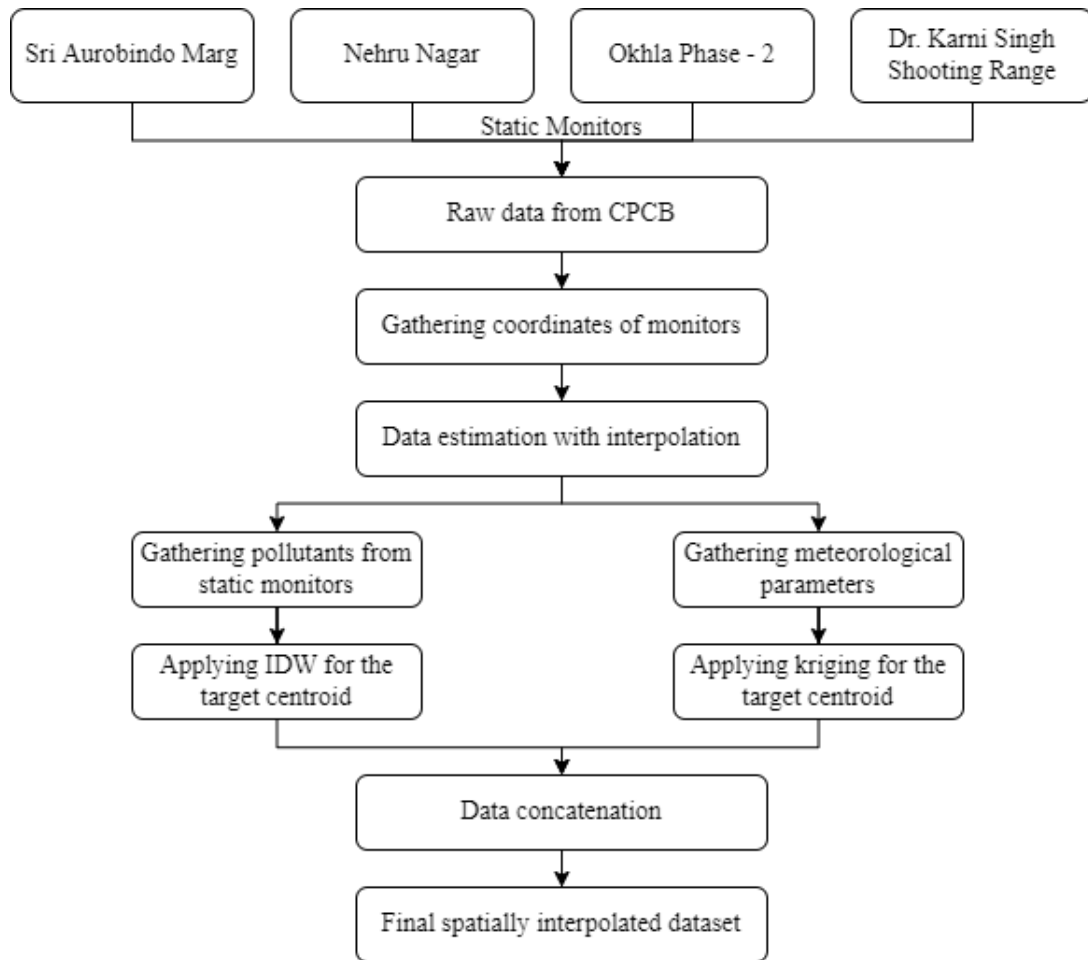 Sri Aurobindo Marg
Nehru Nagar
Okhla Phase - 2
Dr. Karni Singh
Shooting Range
Static Monitors
Raw data from CPCB
Gathering coordinates of monitors
Data estimation with interpolation
Gathering pollutants from
static monitors
Gathering meteorological
parameters
Applying IDW for the
target centroid
Applying kriging for the
target centroid
Data concatenation
Final spatially interpolated dataset